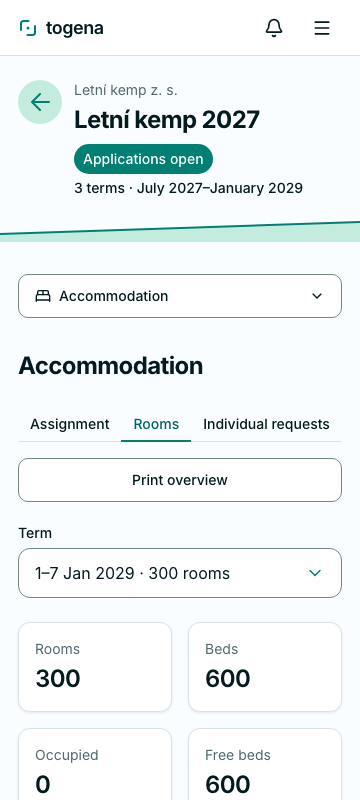 togena
Letní kemp z. s.
Letní kemp 2027
Applications open
3 terms · July 2027–January 2029
Accommodation
Accommodation
Assignment
Rooms
Individual requests
Print overview
Term
1–7 Jan 2029 · 300 rooms
Rooms
Beds
300
600
Occupied
Free beds
0
600